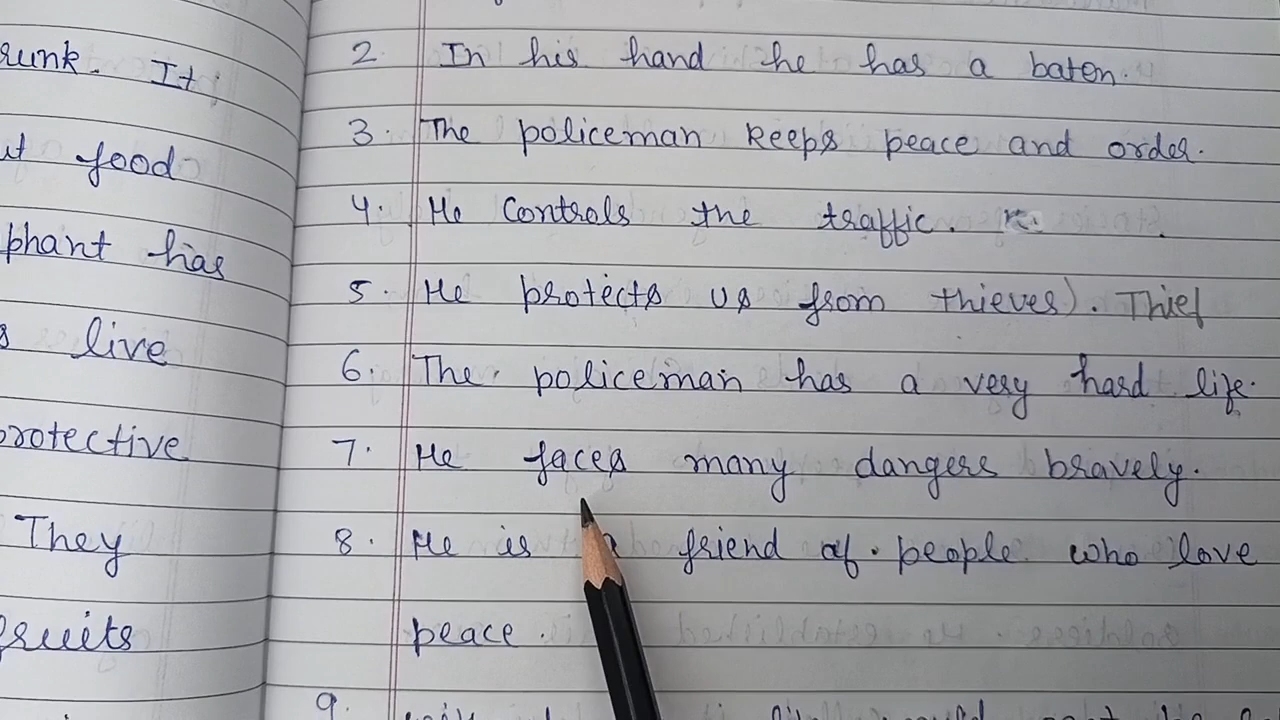 runk. It
food
phant has
live
protective
They
fruits
2. In his hand he has a baton.
3. The policeman keeps peace and order.
4. He controls the traffic.
5. He protects us from thieves). Thief
6. The policeman has a very hard life.
7. He faces many dangers bravely.
8. He is a friend of people who love
peace.
9.